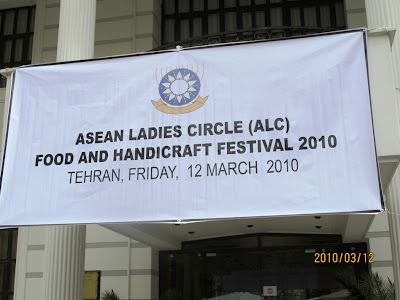 ASEAN LADIES CIRCLE (ALC)
FOOD AND HANDICRAFT FESTIVAL 2010
TEHRAN, FRIDAY, 12 MARCH 2010
2010/03/12